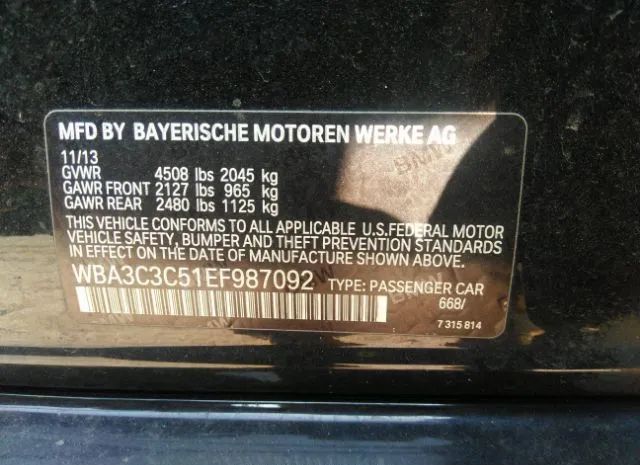 MFD BY BAYERISCHE MOTOREN WERKE AG
11/13
GVWR 4508 lbs 2045 kg
GAWR FRONT 2127 lbs 965 kg
GAWR REAR 2480 lbs 1125 kg
THIS VEHICLE CONFORMS TO ALL APPLICABLE U.S.FEDERAL MOTOR
VEHICLE SAFETY, BUMPER AND THEFT PREVENTION STANDARDS
IN EFFECT ON THE DATE OF MANUFACTURE SHOWN ABOVE.
WBA3C3C51EF987092 TYPE: PASSENGER CAR
668/
7 315 814